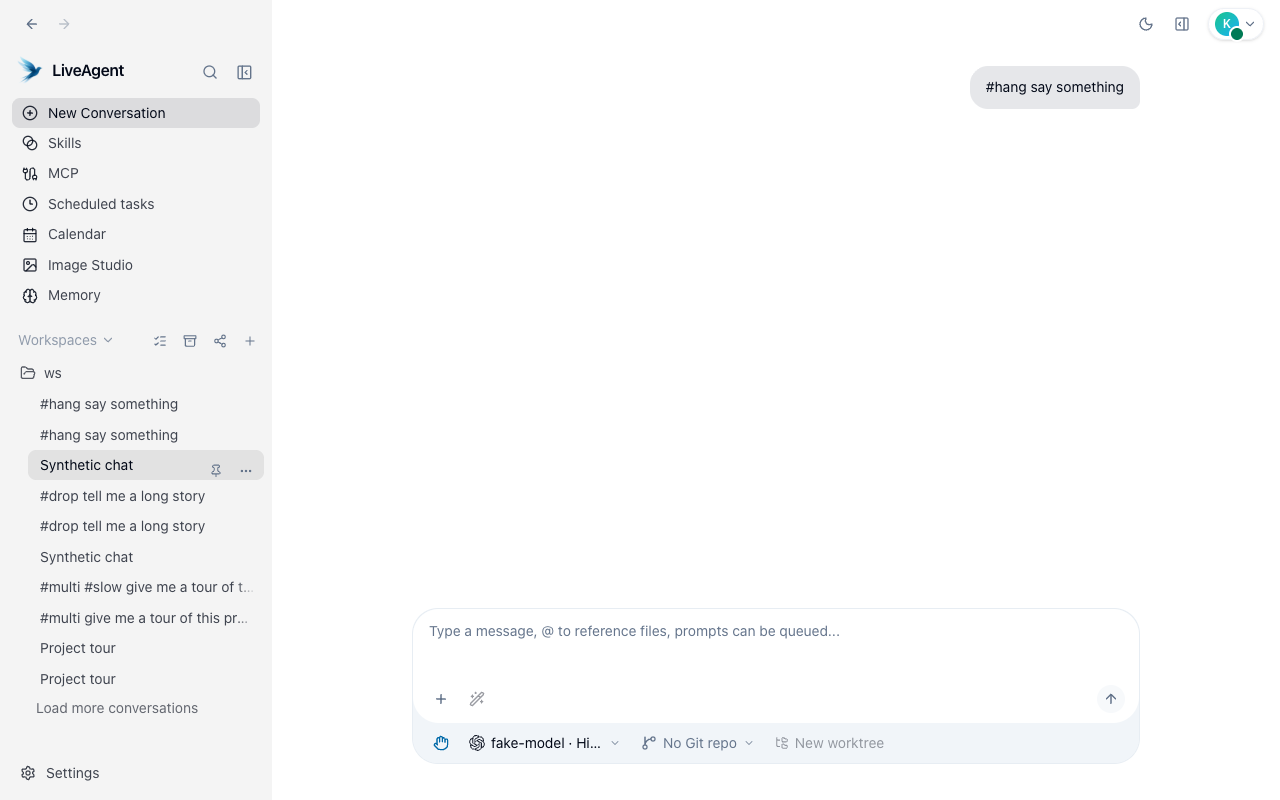 LiveAgent
New Conversation
Skills
MCP
Scheduled tasks
Calendar
Image Studio
Memory
Workspaces
ws
#hang say something
#hang say something
Synthetic chat
#drop tell me a long story
#drop tell me a long story
Synthetic chat
#multi #slow give me a tour of t...
#multi give me a tour of this pr...
Project tour
Project tour
Load more conversations
Settings
K
#hang say something
Type a message, @ to reference files, prompts can be queued...
fake-model · Hi...
No Git repo
New worktree